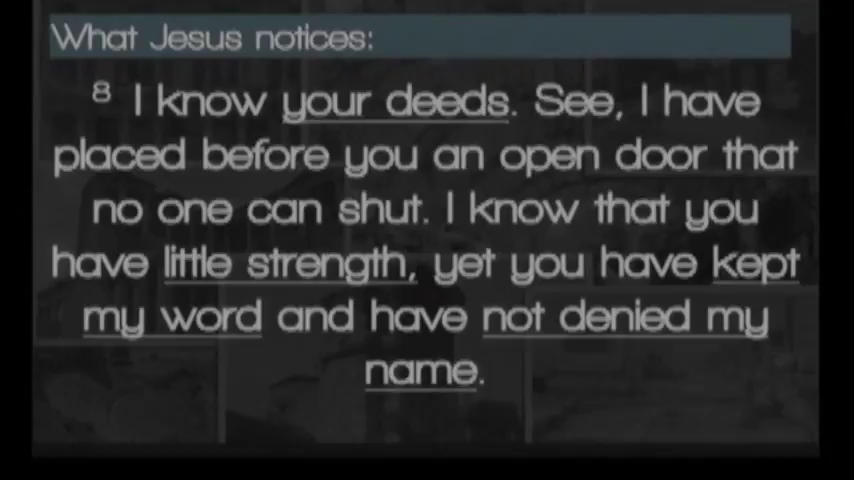 What Jesus notices:
8 I know your deeds. See, I have
placed before you an open door that
no one can shut. I know that you
have little strength, yet you have kept
my word and have not denied my
name.